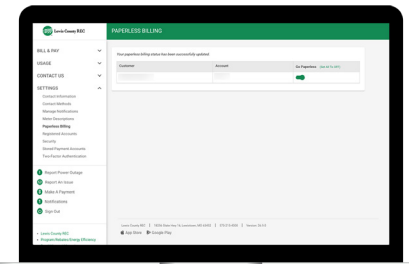 Lewis County REC
PAPERLESS BILLING
BILL & PAY
USAGE
CONTACT US
SETTINGS
Contact Information
Contact Methods
Manage Notifications
Meter Descriptions
Paperless Billing
Registered Accounts
Security
Stored Payment Accounts
Two-Factor Authentication
Report Power Outage
Report An Issue
Make A Payment
Notifications
Sign Out
Lewis County REC
Program Rebates/Energy Efficiency
Your paperless billing status has been successfully updated.
Customer Account Go Paperless
Lewis County REC
App Store Google Play